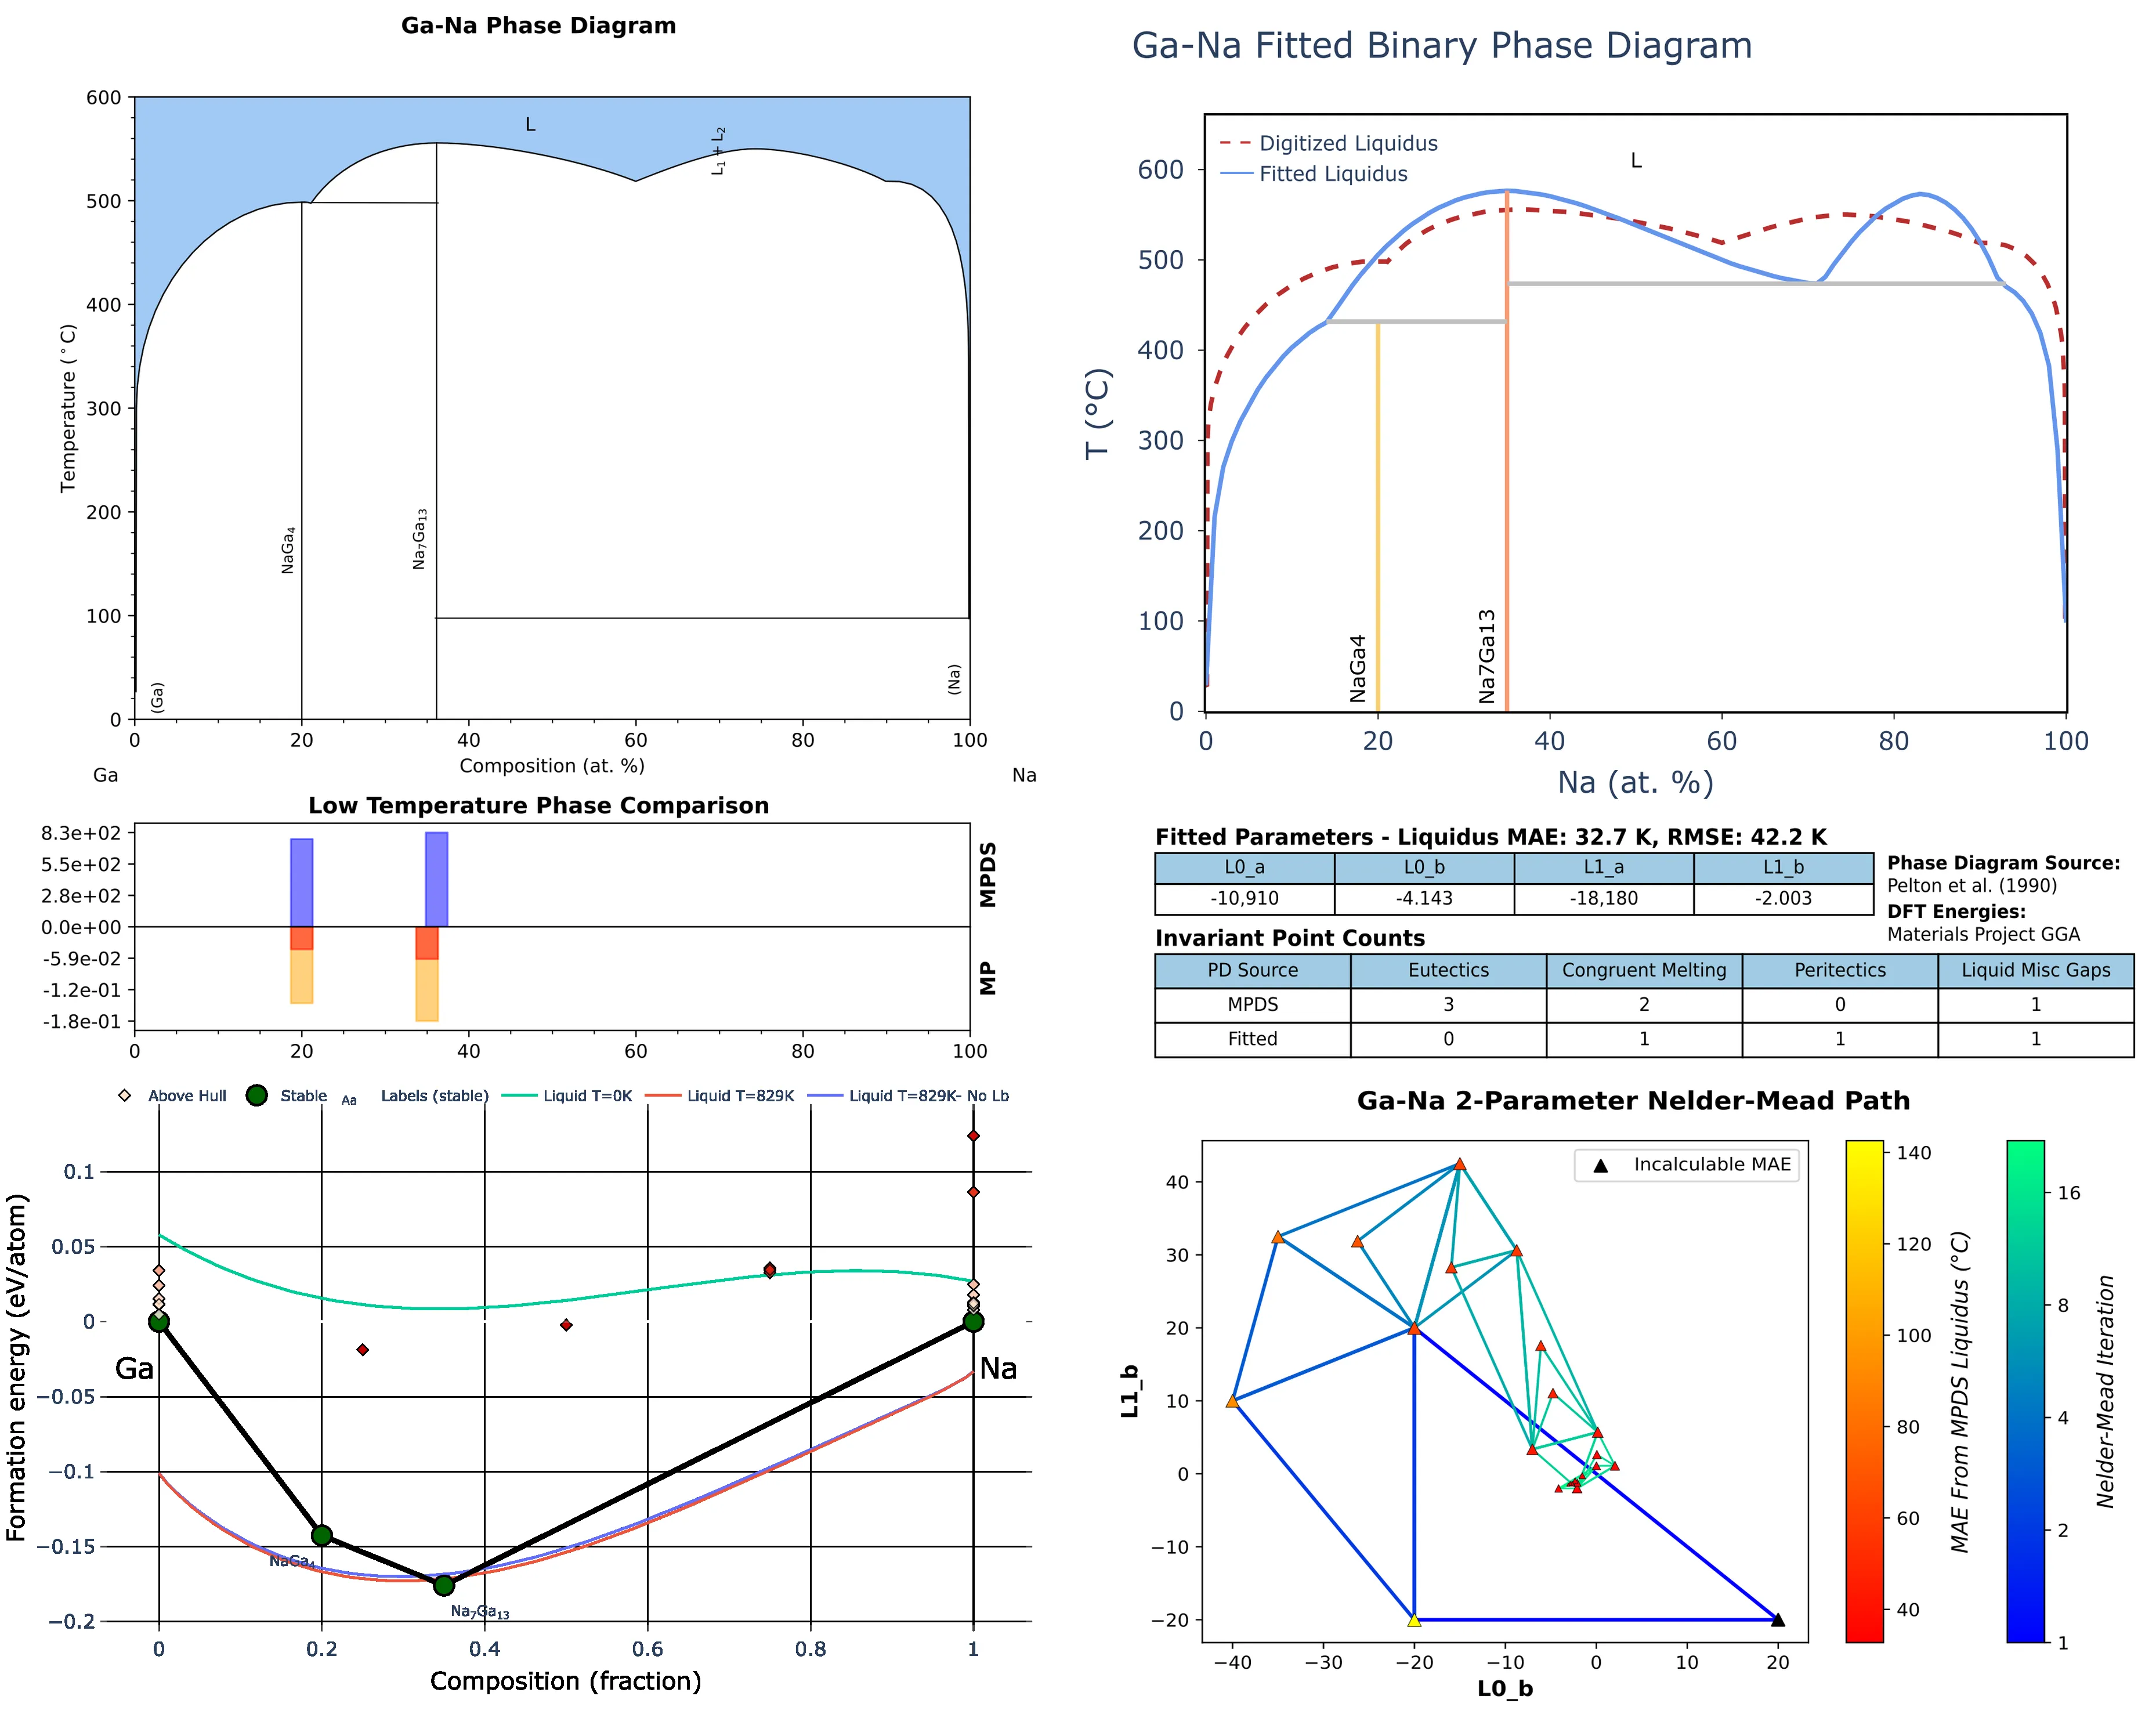 Ga-Na Phase Diagram
600
500
400
300
200
100
0
Temperature (°C)
L
L₁ + L₂
NaGa₄
Na₇Ga₁₃
(Ga)
(Na)
0 20 40 60 80 100
Composition (at. %)
Ga
Na
Ga-Na Fitted Binary Phase Diagram
Digitized Liquidus
Fitted Liquidus
L
600
500
400
300
200
100
0
T (°C)
NaGa4
Na7Ga13
0 20 40 60 80 100
Na (at. %)
Low Temperature Phase Comparison
8.3e+02
5.5e+02
2.8e+02
0.0e+00
-5.9e-02
-1.2e-01
-1.8e-01
MPDS
MP
0 20 40 60 80 100
Fitted Parameters - Liquidus MAE: 32.7 K, RMSE: 42.2 K
L0_a L0_b L1_a L1_b
-10,910 -4.143 -18,180 -2.003
Phase Diagram Source:
Pelton et al. (1990)
DFT Energies:
Materials Project GGA
Invariant Point Counts
PD Source Eutectics Congruent Melting Peritectics Liquid Misc Gaps
MPDS 3 2 0 1
Fitted 0 1 1 1
Above Hull Stable Aa Labels (stable) Liquid T=0K Liquid T=829K Liquid T=829K- No Lb
0.1
0.05
0
−0.05
−0.1
−0.15
−0.2
Formation energy (eV/atom)
Ga
Na
NaGa₄
Na₇Ga₁₃
0 0.2 0.4 0.6 0.8 1
Composition (fraction)
Ga-Na 2-Parameter Nelder-Mead Path
Incalculable MAE
40
30
20
10
0
−10
−20
L1_b
−40 −30 −20 −10 0 10 20
L0_b
140
120
100
80
60
40
MAE From MPDS Liquidus (°C)
16
8
4
2
1
Nelder-Mead Iteration